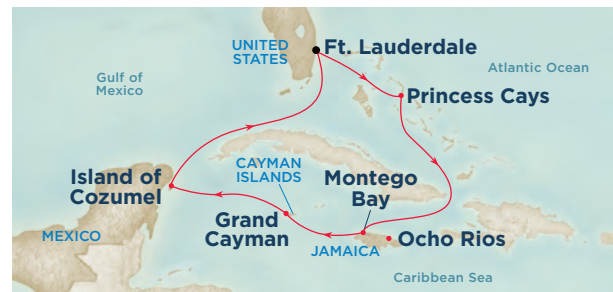 UNITED
STATES
Ft. Lauderdale
Gulf of
Mexico
Atlantic Ocean
Princess Cays
Island of
Cozumel
CAYMAN
ISLANDS
Montego
Bay
Grand
Cayman
MEXICO
JAMAICA
Ocho Rios
Caribbean Sea